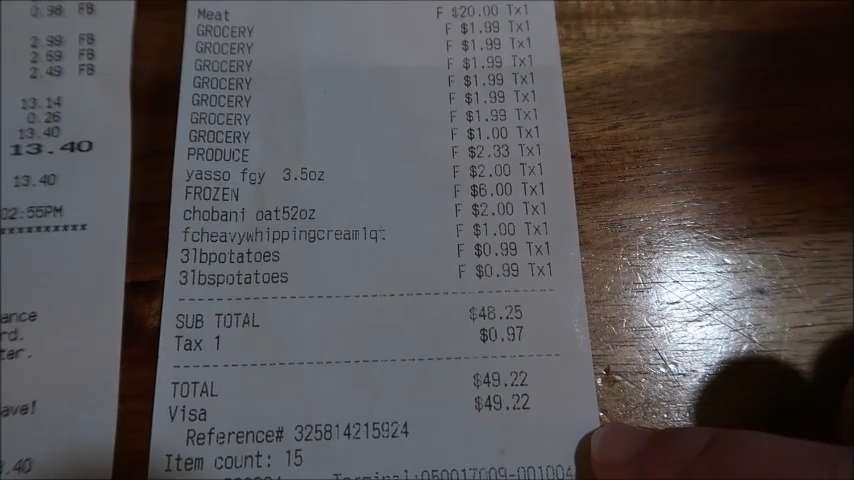 0.98 FB
2.99 FB
2.69 FB
2.49 FB
13.14
0.26
13.40
13.40
13.40
02:55PM
***********
ter.
ave!
Meat F $20.00 Tx1
GROCERY F $1.99 Tx1
GROCERY F $1.99 Tx1
GROCERY F $1.99 Tx1
GROCERY F $1.99 Tx1
GROCERY F $1.99 Tx1
GROCERY F $1.99 Tx1
GROCERY F $1.00 Tx1
PRODUCE F $2.33 Tx1
yasso fgy 3.5oz F $2.00 Tx1
FROZEN F $6.00 Tx1
chobani oat52oz F $2.00 Tx1
fcheavywhippingcream1qt F $1.00 Tx1
3lbpotatoes F $0.99 Tx1
3lbspotatoes F $0.99 Tx1
SUB TOTAL $48.25
Tax 1 $0.97
TOTAL $49.22
Visa $49.22
Reference# 325814215924
Item count: 15